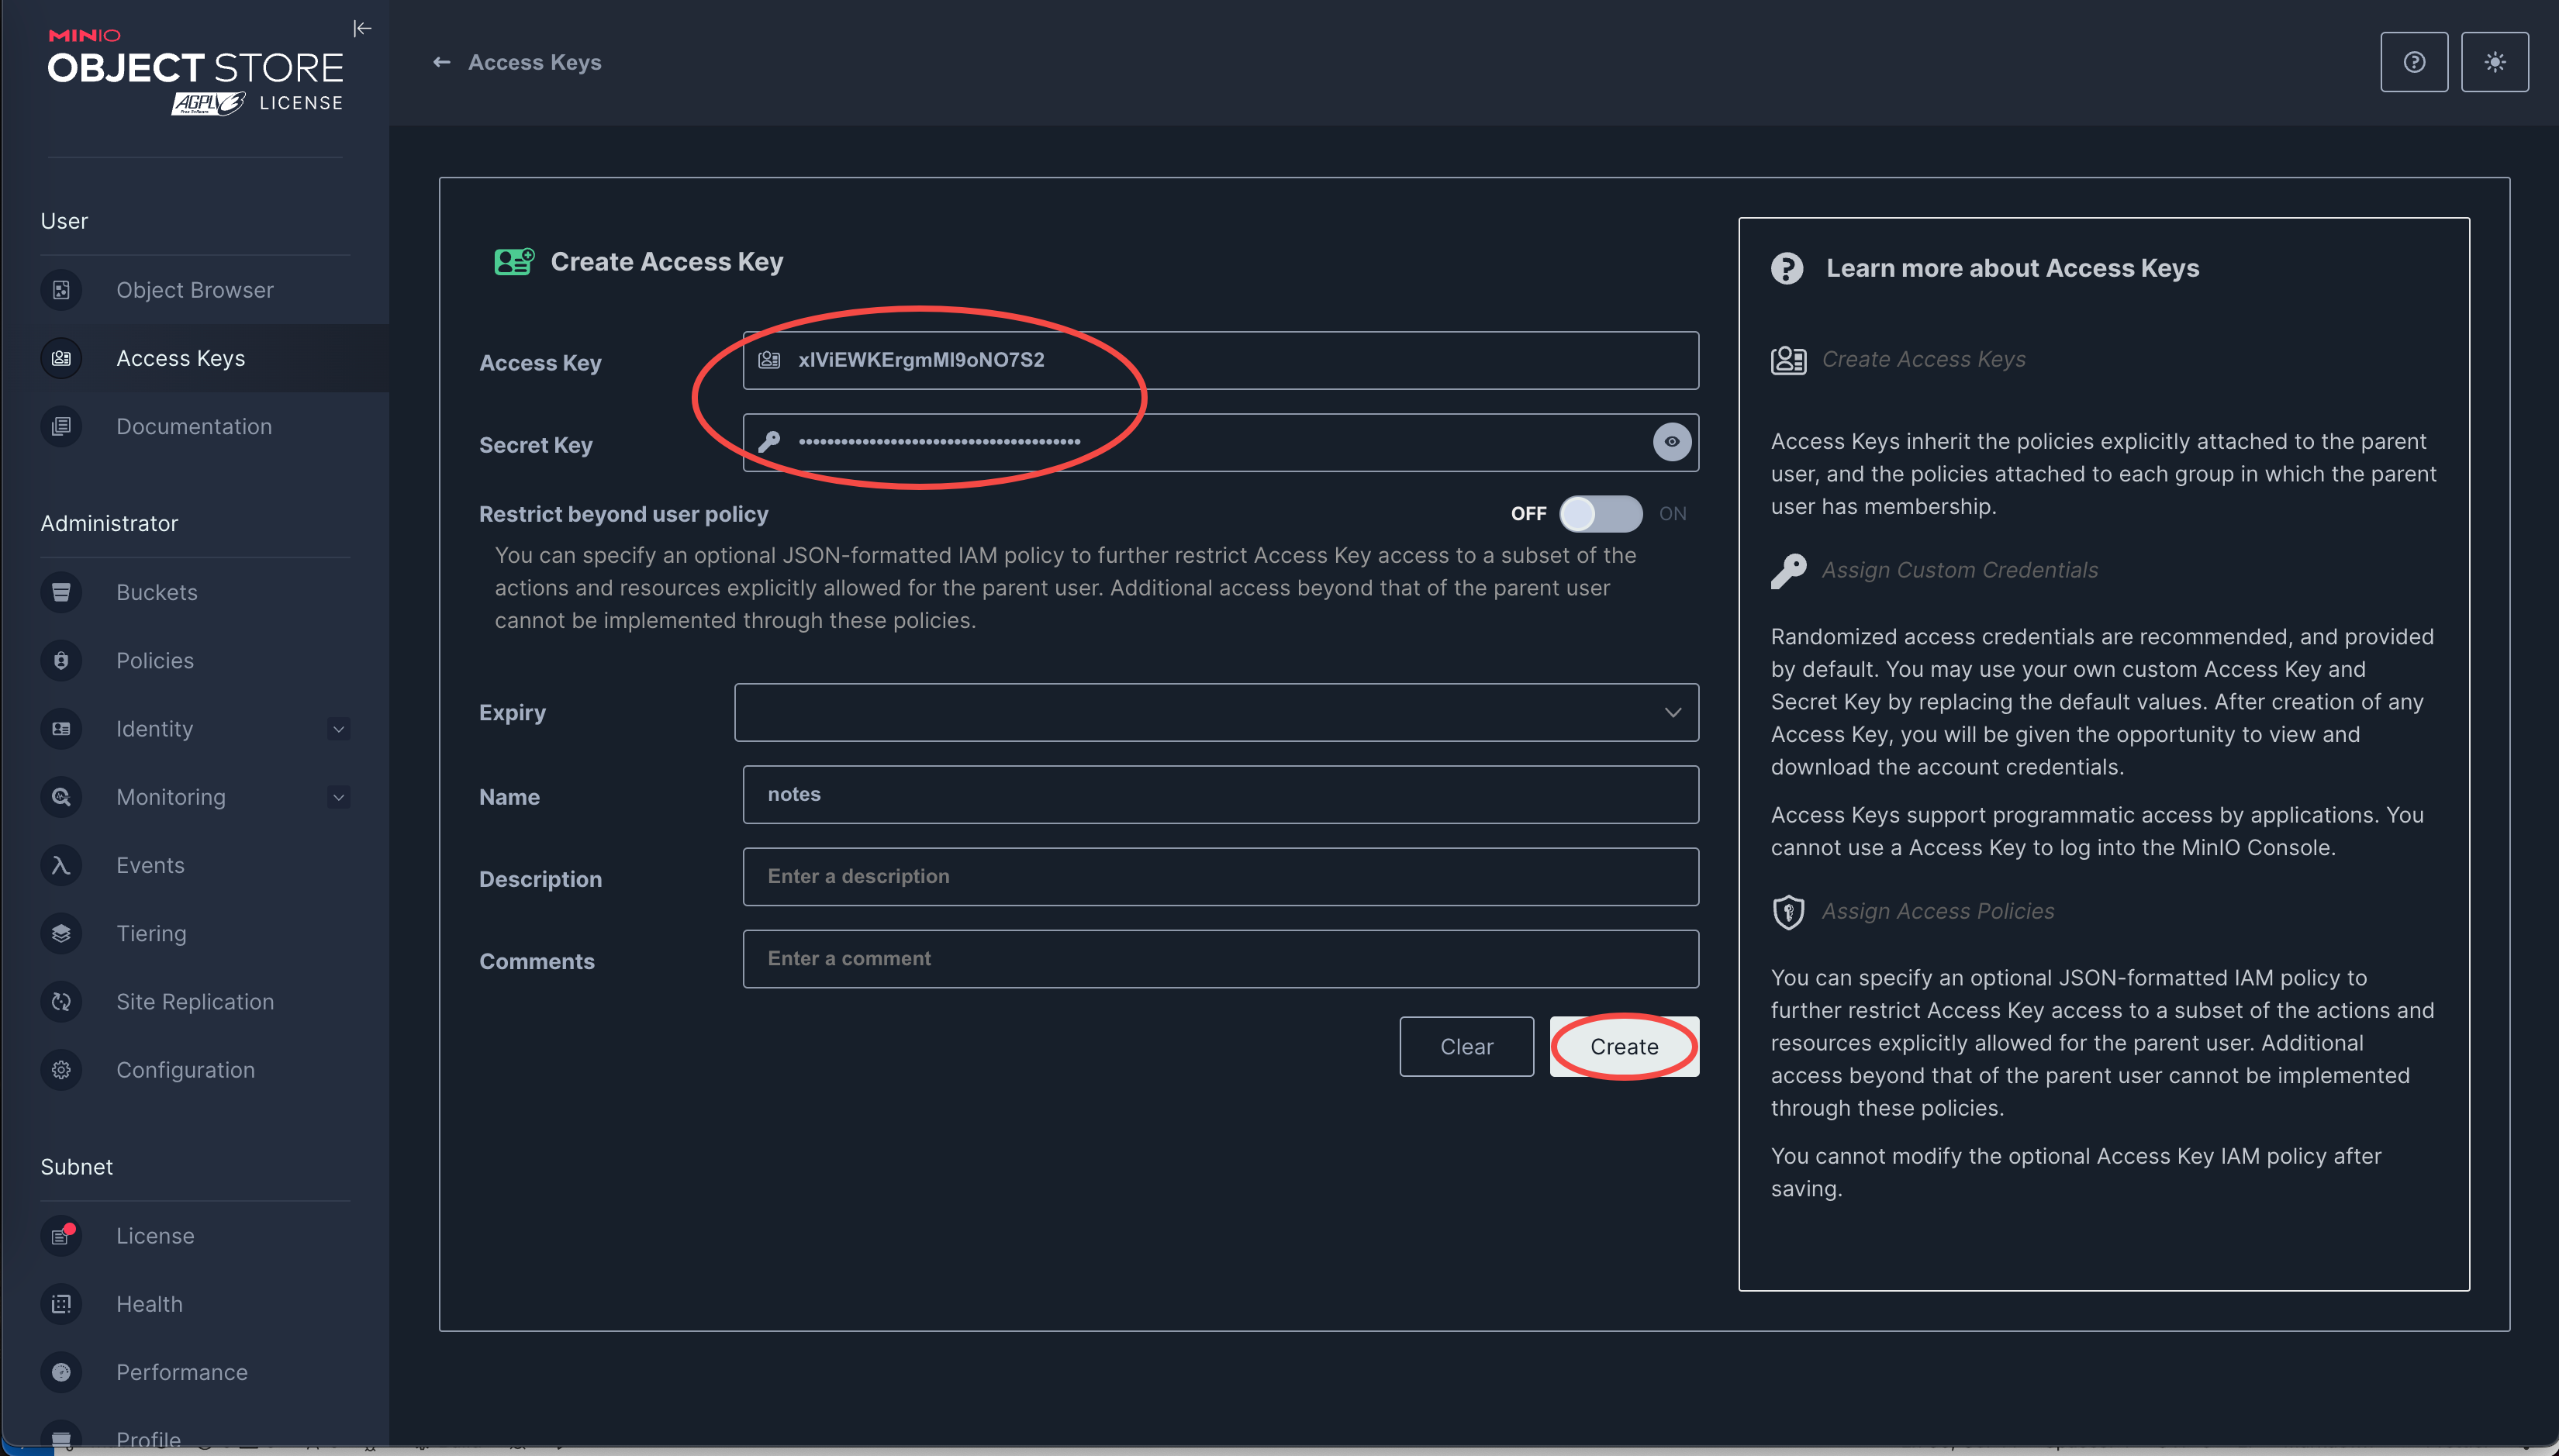 MINIO
OBJECT STORE
AGPL v3 LICENSE
Free Software
Access Keys
User
Object Browser
Access Keys
Documentation
Administrator
Buckets
Policies
Identity
Monitoring
Events
Tiering
Site Replication
Configuration
Subnet
License
Health
Performance
Profile
Create Access Key
Access Key
xlViEWKErgmMI9oNO7S2
Secret Key
••••••••••••••••••••••••••••••••••••••••
Restrict beyond user policy
OFF
ON
You can specify an optional JSON-formatted IAM policy to further restrict Access Key access to a subset of the
actions and resources explicitly allowed for the parent user. Additional access beyond that of the parent user
cannot be implemented through these policies.
Expiry
Name
notes
Description
Enter a description
Comments
Enter a comment
Clear
Create
Learn more about Access Keys
Create Access Keys
Access Keys inherit the policies explicitly attached to the parent
user, and the policies attached to each group in which the parent
user has membership.
Assign Custom Credentials
Randomized access credentials are recommended, and provided
by default. You may use your own custom Access Key and
Secret Key by replacing the default values. After creation of any
Access Key, you will be given the opportunity to view and
download the account credentials.
Access Keys support programmatic access by applications. You
cannot use a Access Key to log into the MinIO Console.
Assign Access Policies
You can specify an optional JSON-formatted IAM policy to
further restrict Access Key access to a subset of the actions and
resources explicitly allowed for the parent user. Additional
access beyond that of the parent user cannot be implemented
through these policies.
You cannot modify the optional Access Key IAM policy after
saving.